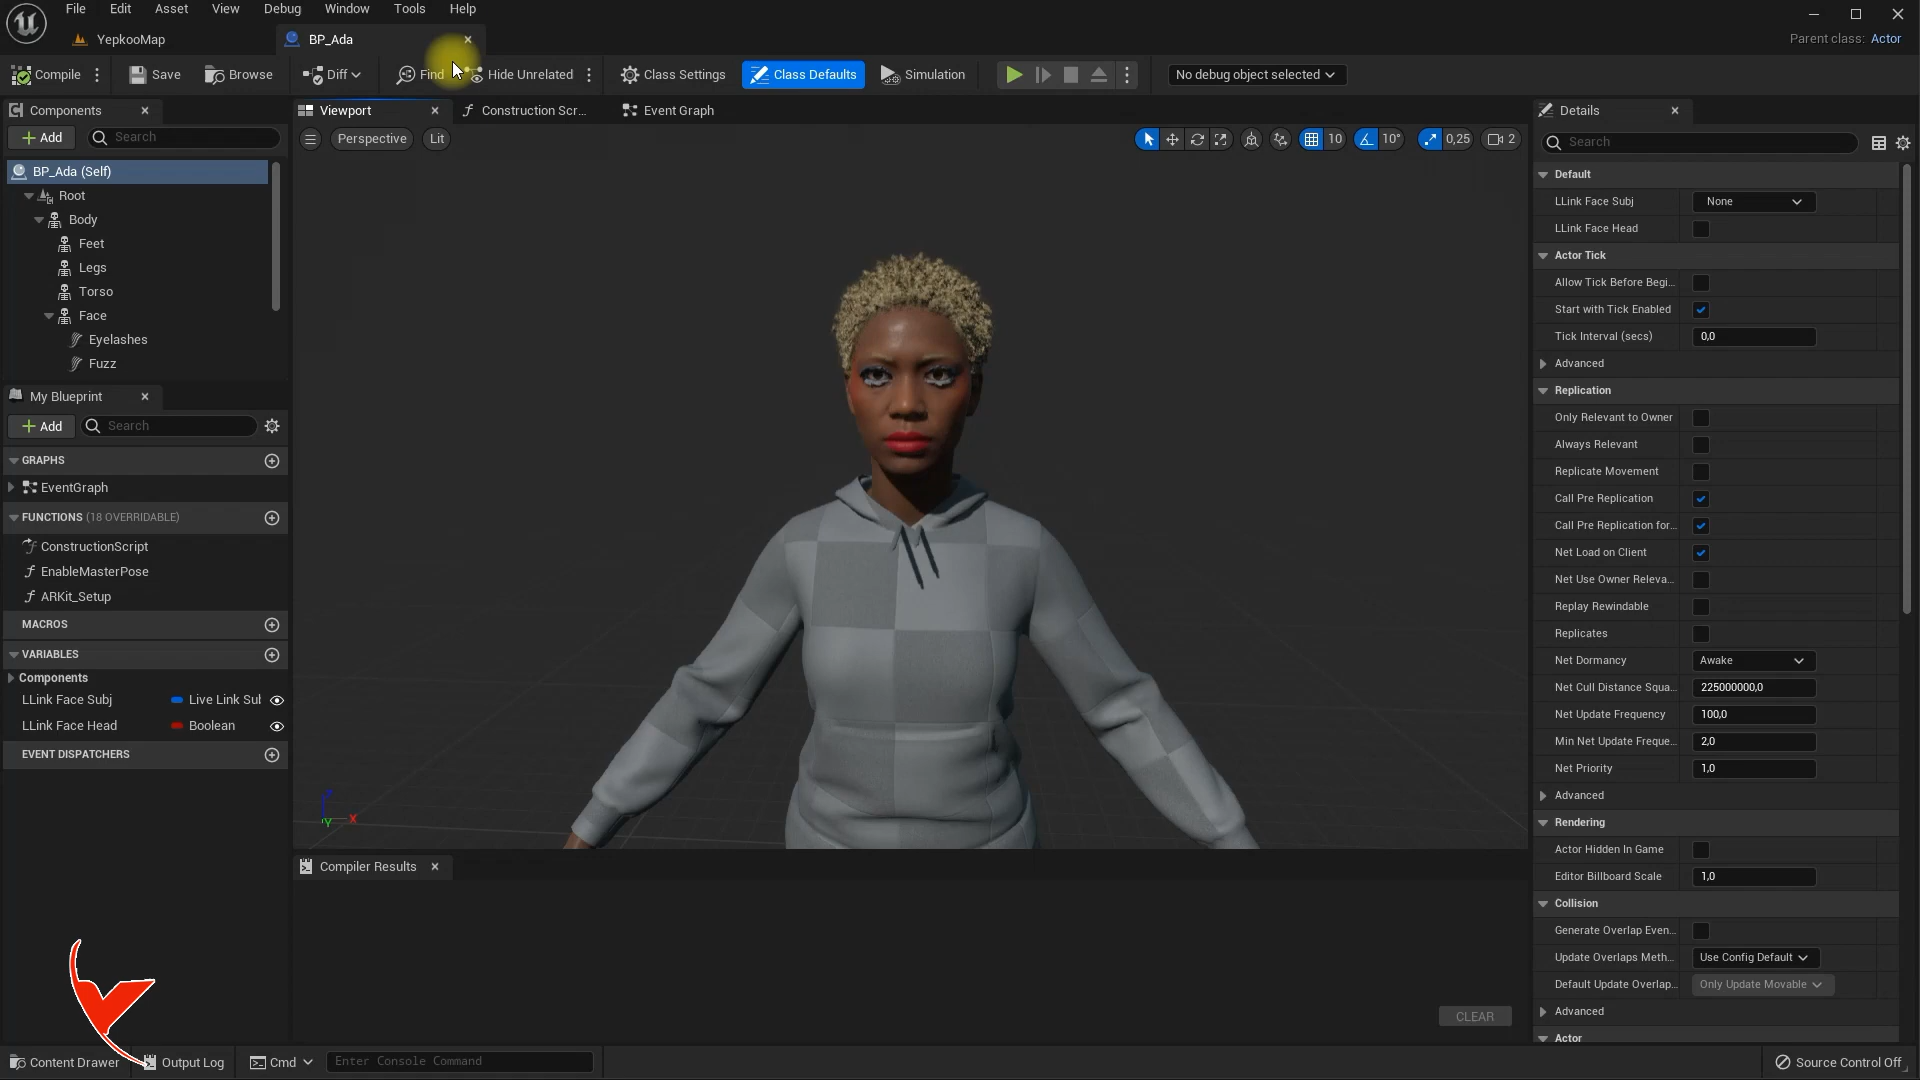 File Edit Asset View Debug Window Tools Help
YepkooMap
BP_Ada
Parent class: Actor
Compile
Save
Browse
Diff
Find
Hide Unrelated
Class Settings
Class Defaults
Simulation
No debug object selected
Components
Add
Search
BP_Ada (Self)
Root
Body
Feet
Legs
Torso
Face
Eyelashes
Fuzz
My Blueprint
Add
Search
GRAPHS
EventGraph
FUNCTIONS (18 OVERRIDABLE)
ConstructionScript
EnableMasterPose
ARKit_Setup
MACROS
VARIABLES
Components
LLink Face Subj Live Link Sul
LLink Face Head Boolean
EVENT DISPATCHERS
Viewport
Construction Scr...
Event Graph
Perspective
Lit
10
10°
0,25
2
Z
Y
X
Compiler Results
CLEAR
Details
Search
Default
LLink Face Subj None
LLink Face Head
Actor Tick
Allow Tick Before Begi...
Start with Tick Enabled
Tick Interval (secs) 0,0
Advanced
Replication
Only Relevant to Owner
Always Relevant
Replicate Movement
Call Pre Replication
Call Pre Replication for...
Net Load on Client
Net Use Owner Releva...
Replay Rewindable
Replicates
Net Dormancy Awake
Net Cull Distance Squa... 225000000,0
Net Update Frequency 100,0
Min Net Update Freque... 2,0
Net Priority 1,0
Advanced
Rendering
Actor Hidden In Game
Editor Billboard Scale 1,0
Collision
Generate Overlap Even...
Update Overlaps Meth... Use Config Default
Default Update Overlap... Only Update Movable
Advanced
Actor
Content Drawer
Output Log
Cmd
Enter Console Command
Source Control Off